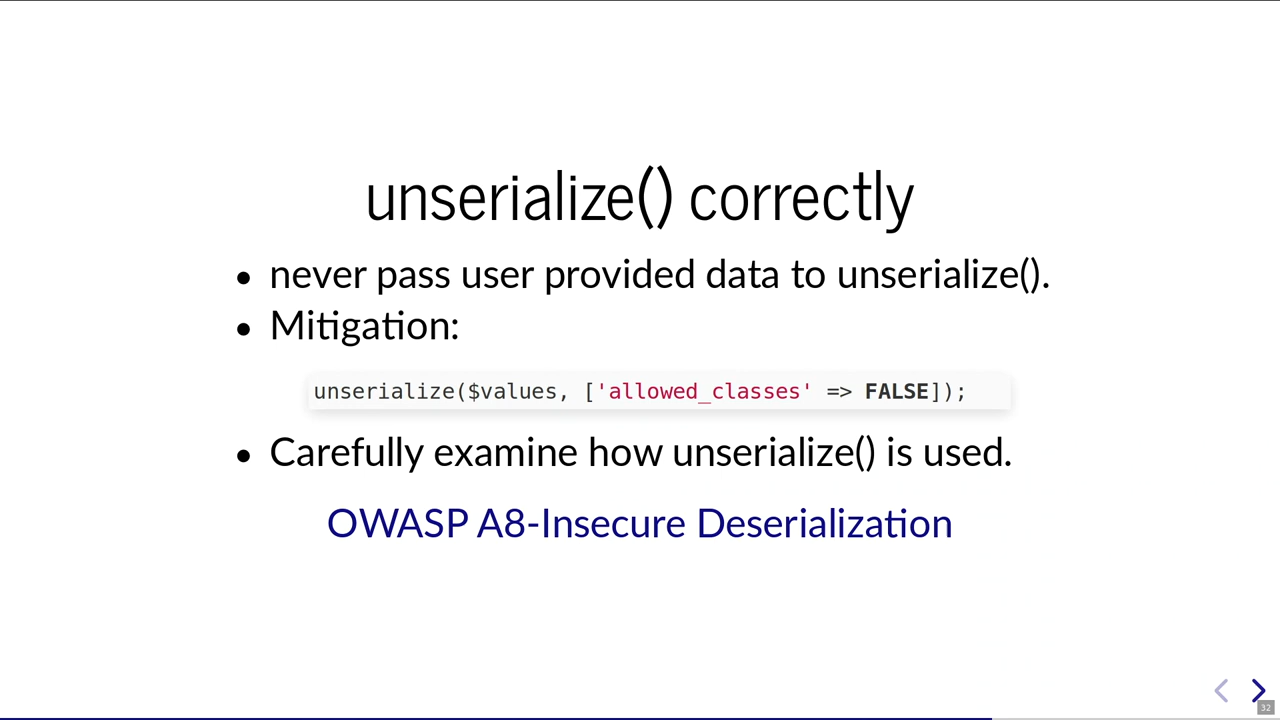 unserialize() correctly
• never pass user provided data to unserialize().
• Mitigation:
unserialize($values, ['allowed_classes' => FALSE]);
• Carefully examine how unserialize() is used.
OWASP A8-Insecure Deserialization
32